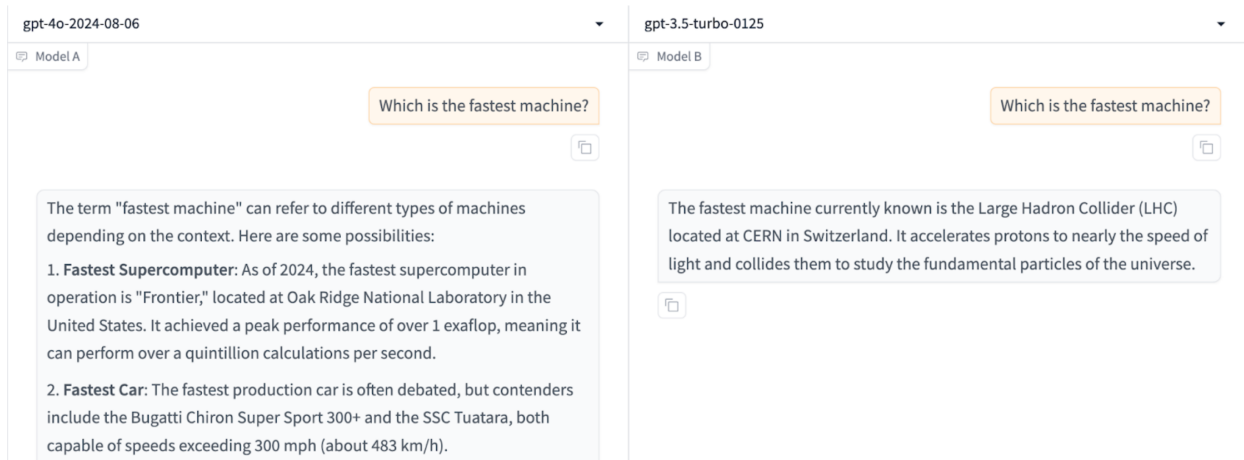 gpt-4o-2024-08-06
Model A
Which is the fastest machine?
The term "fastest machine" can refer to different types of machines
depending on the context. Here are some possibilities:
1. Fastest Supercomputer: As of 2024, the fastest supercomputer in
operation is "Frontier," located at Oak Ridge National Laboratory in the
United States. It achieved a peak performance of over 1 exaflop, meaning it
can perform over a quintillion calculations per second.
2. Fastest Car: The fastest production car is often debated, but contenders
include the Bugatti Chiron Super Sport 300+ and the SSC Tuatara, both
capable of speeds exceeding 300 mph (about 483 km/h).
gpt-3.5-turbo-0125
Model B
Which is the fastest machine?
The fastest machine currently known is the Large Hadron Collider (LHC)
located at CERN in Switzerland. It accelerates protons to nearly the speed of
light and collides them to study the fundamental particles of the universe.